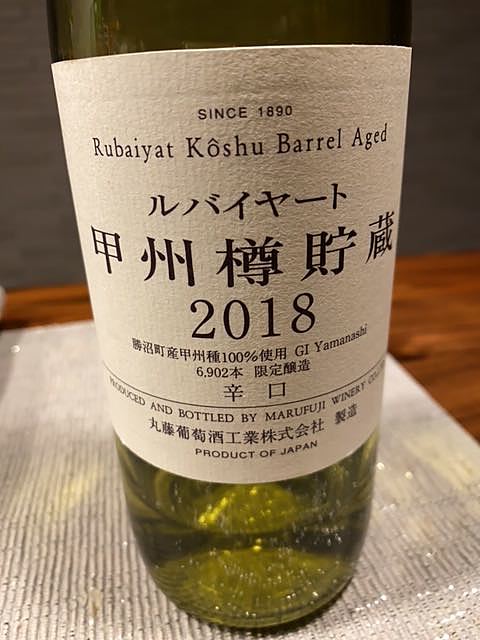 SINCE 1890
Rubaiyat Kôshu Barrel Aged
ルバイヤート
甲州樽貯蔵
2018
勝沼町産甲州種100%使用 GI Yamanashi
6,902本 限定醸造
辛口
PRODUCED AND BOTTLED BY MARUFUJI WINERY
丸藤葡萄酒工業株式会社 製造
PRODUCT OF JAPAN